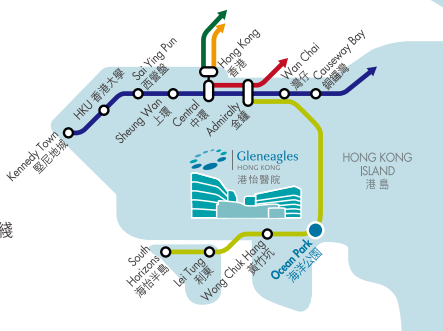 Kennedy Town
堅尼地城
HKU 香港大學
Sai Ying Pun
西營盤
Sheung Wan
上環
Central
中環
Hong Kong
香港
Admiralty
金鐘
Wan Chai
灣仔
Causeway Bay
銅鑼灣
Gleneagles
HONG KONG
港怡醫院
HONG KONG
ISLAND
港島
綫
South
Horizons
海怡半島
Lei Tung
利東
Wong Chuk Hang
黃竹坑
Ocean Park
海洋公園